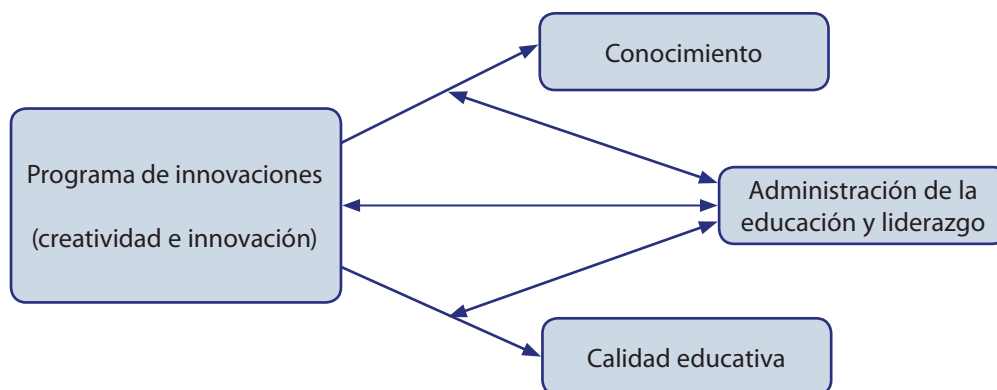 Conocimiento
Programa de innovaciones
(creatividad e innovación)
Administración de la
educación y liderazgo
Calidad educativa